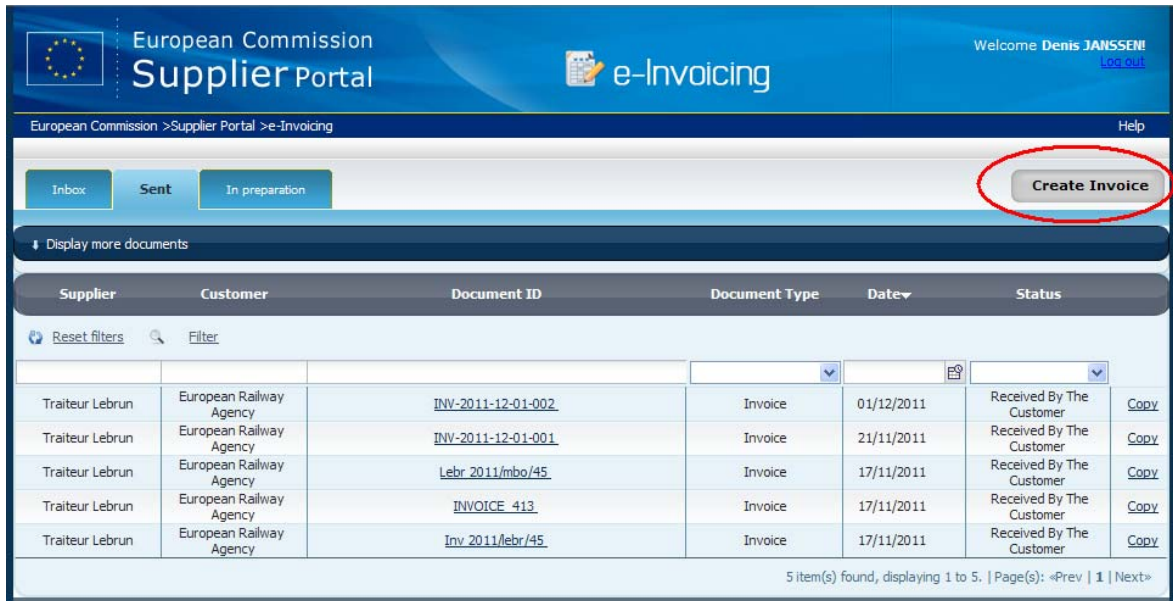 European Commission
Supplier Portal
e-Invoicing
Welcome Denis JANSSEN!
Log out
European Commission >Supplier Portal >e-Invoicing
Help
Inbox
Sent
In preparation
Create Invoice
Display more documents
Supplier Customer Document ID Document Type Date Status
Reset filters Filter
Traiteur Lebrun European Railway Agency INV-2011-12-01-002 Invoice 01/12/2011 Received By The Customer Copy
Traiteur Lebrun European Railway Agency INV-2011-12-01-001 Invoice 21/11/2011 Received By The Customer Copy
Traiteur Lebrun European Railway Agency Lebr 2011/mbo/45 Invoice 17/11/2011 Received By The Customer Copy
Traiteur Lebrun European Railway Agency INVOICE 413 Invoice 17/11/2011 Received By The Customer Copy
Traiteur Lebrun European Railway Agency Inv 2011/lebr/45 Invoice 17/11/2011 Received By The Customer Copy
5 item(s) found, displaying 1 to 5. | Page(s): «Prev | 1 | Next»